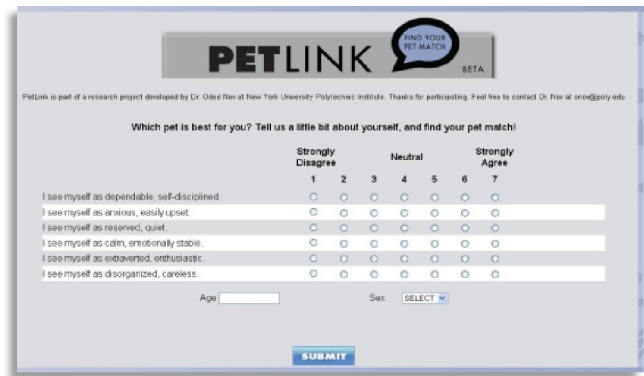 FIND YOUR
PET MATCH
PETLINK
BETA
PetLink is part of a research project developed by Dr. Oded Nov at New York University Polytechnic Institute. Thanks for participating. Feel free to contact Dr. Nov at onov@poly.edu
Which pet is best for you? Tell us a little bit about yourself, and find your pet match!
Strongly Disagree Neutral Strongly Agree
1 2 3 4 5 6 7
I see myself as dependable, self-disciplined
I see myself as anxious, easily upset.
I see myself as reserved, quiet.
I see myself as calm, emotionally stable.
I see myself as extraverted, enthusiastic.
I see myself as disorganized, careless.
Age Sex SELECT
SUBMIT